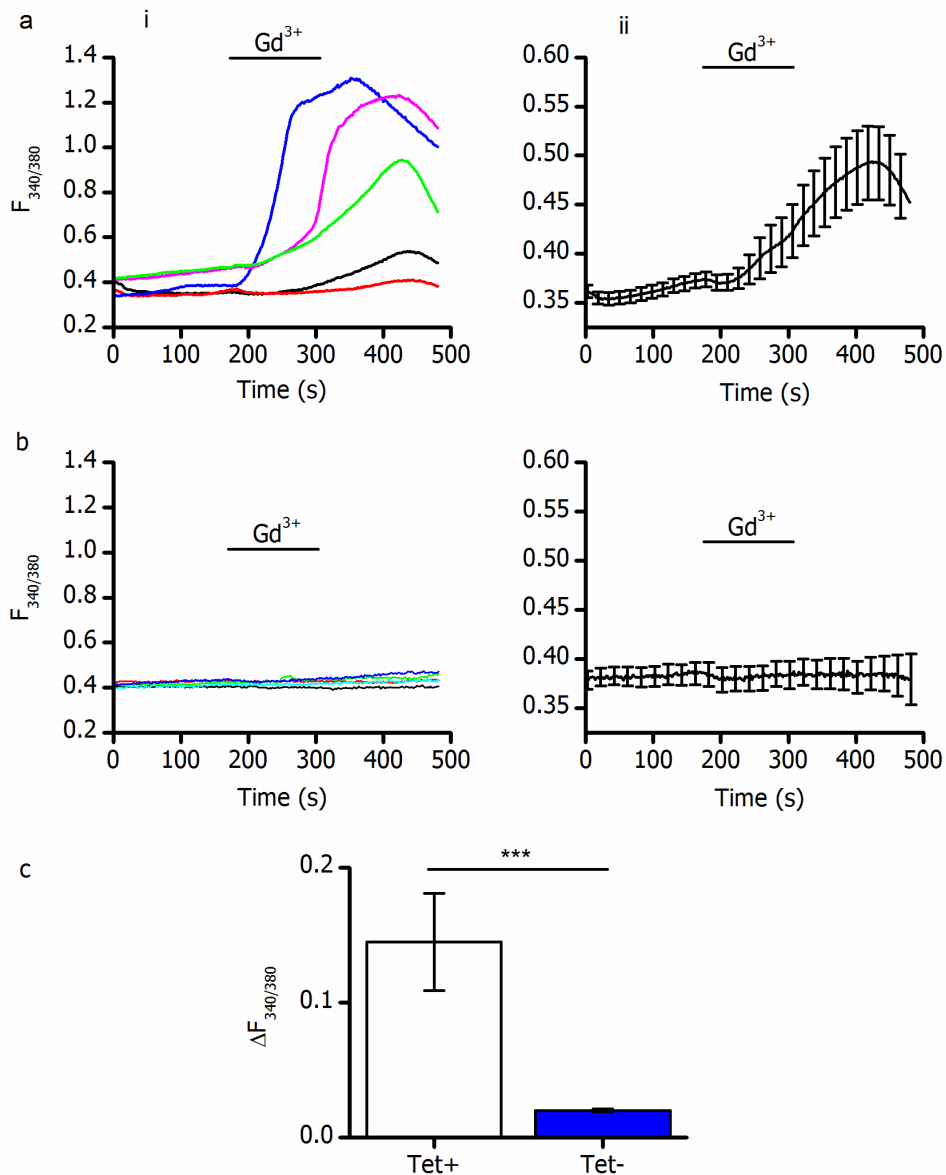 a
i
ii
Gd³⁺
1.4
1.2
1.0
0.8
0.6
0.4
0.2
F₃₄₀/₃₈₀
0 100 200 300 400 500
Time (s)
Gd³⁺
0.60
0.55
0.50
0.45
0.40
0.35
0 100 200 300 400 500
Time (s)
b
Gd³⁺
1.4
1.2
1.0
0.8
0.6
0.4
0.2
F₃₄₀/₃₈₀
0 100 200 300 400 500
Time (s)
Gd³⁺
0.60
0.55
0.50
0.45
0.40
0.35
0 100 200 300 400 500
Time (s)
c
***
0.2
0.1
0.0
ΔF₃₄₀/₃₈₀
Tet+ Tet-